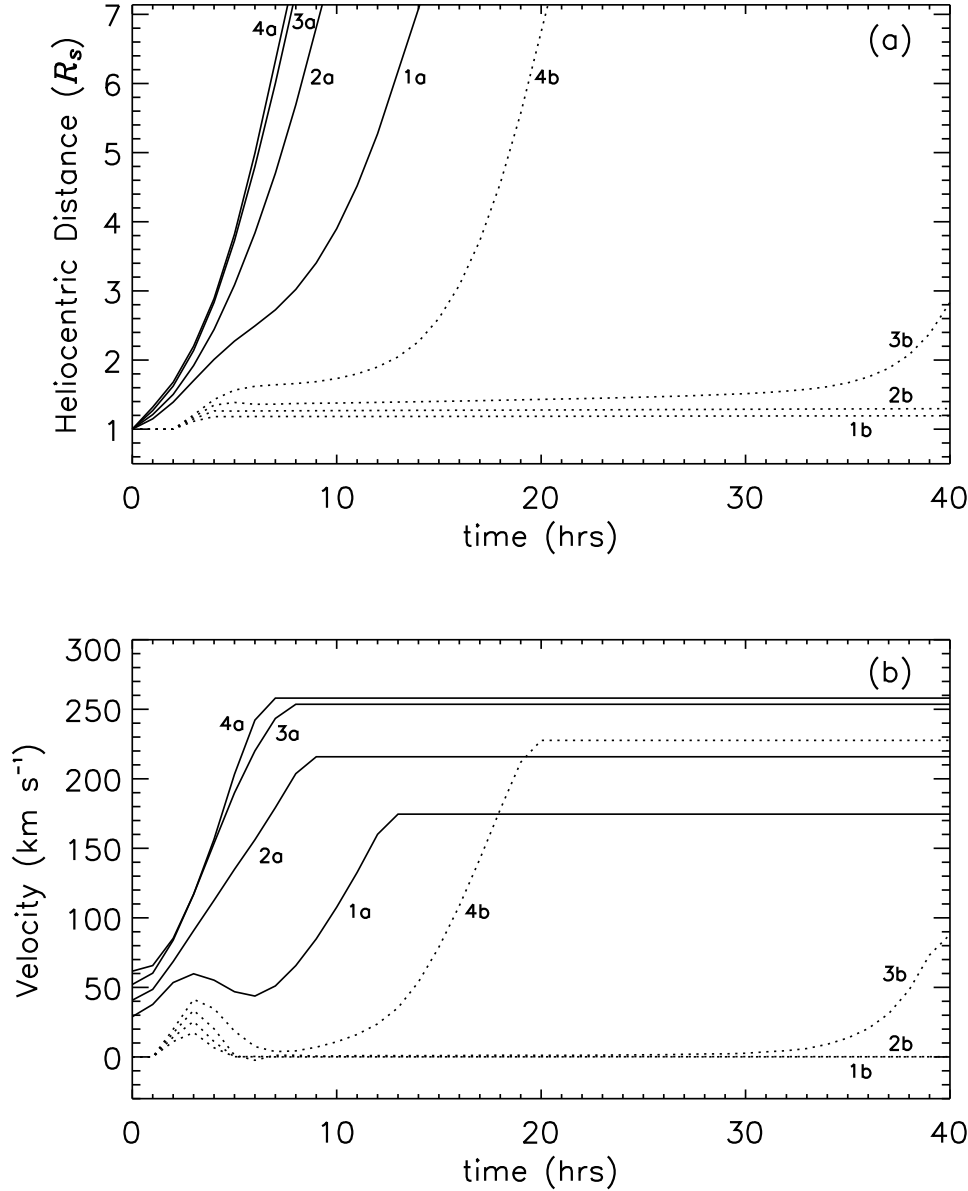 7
6
5
4
3
2
1
Heliocentric Distance (Rs)
(a)
4a
3a
2a
1a
4b
3b
2b
1b
0 10 20 30 40
time (hrs)
300
250
200
150
100
50
0
Velocity (km s⁻¹)
(b)
4a
3a
2a
1a
4b
3b
2b
1b
0 10 20 30 40
time (hrs)